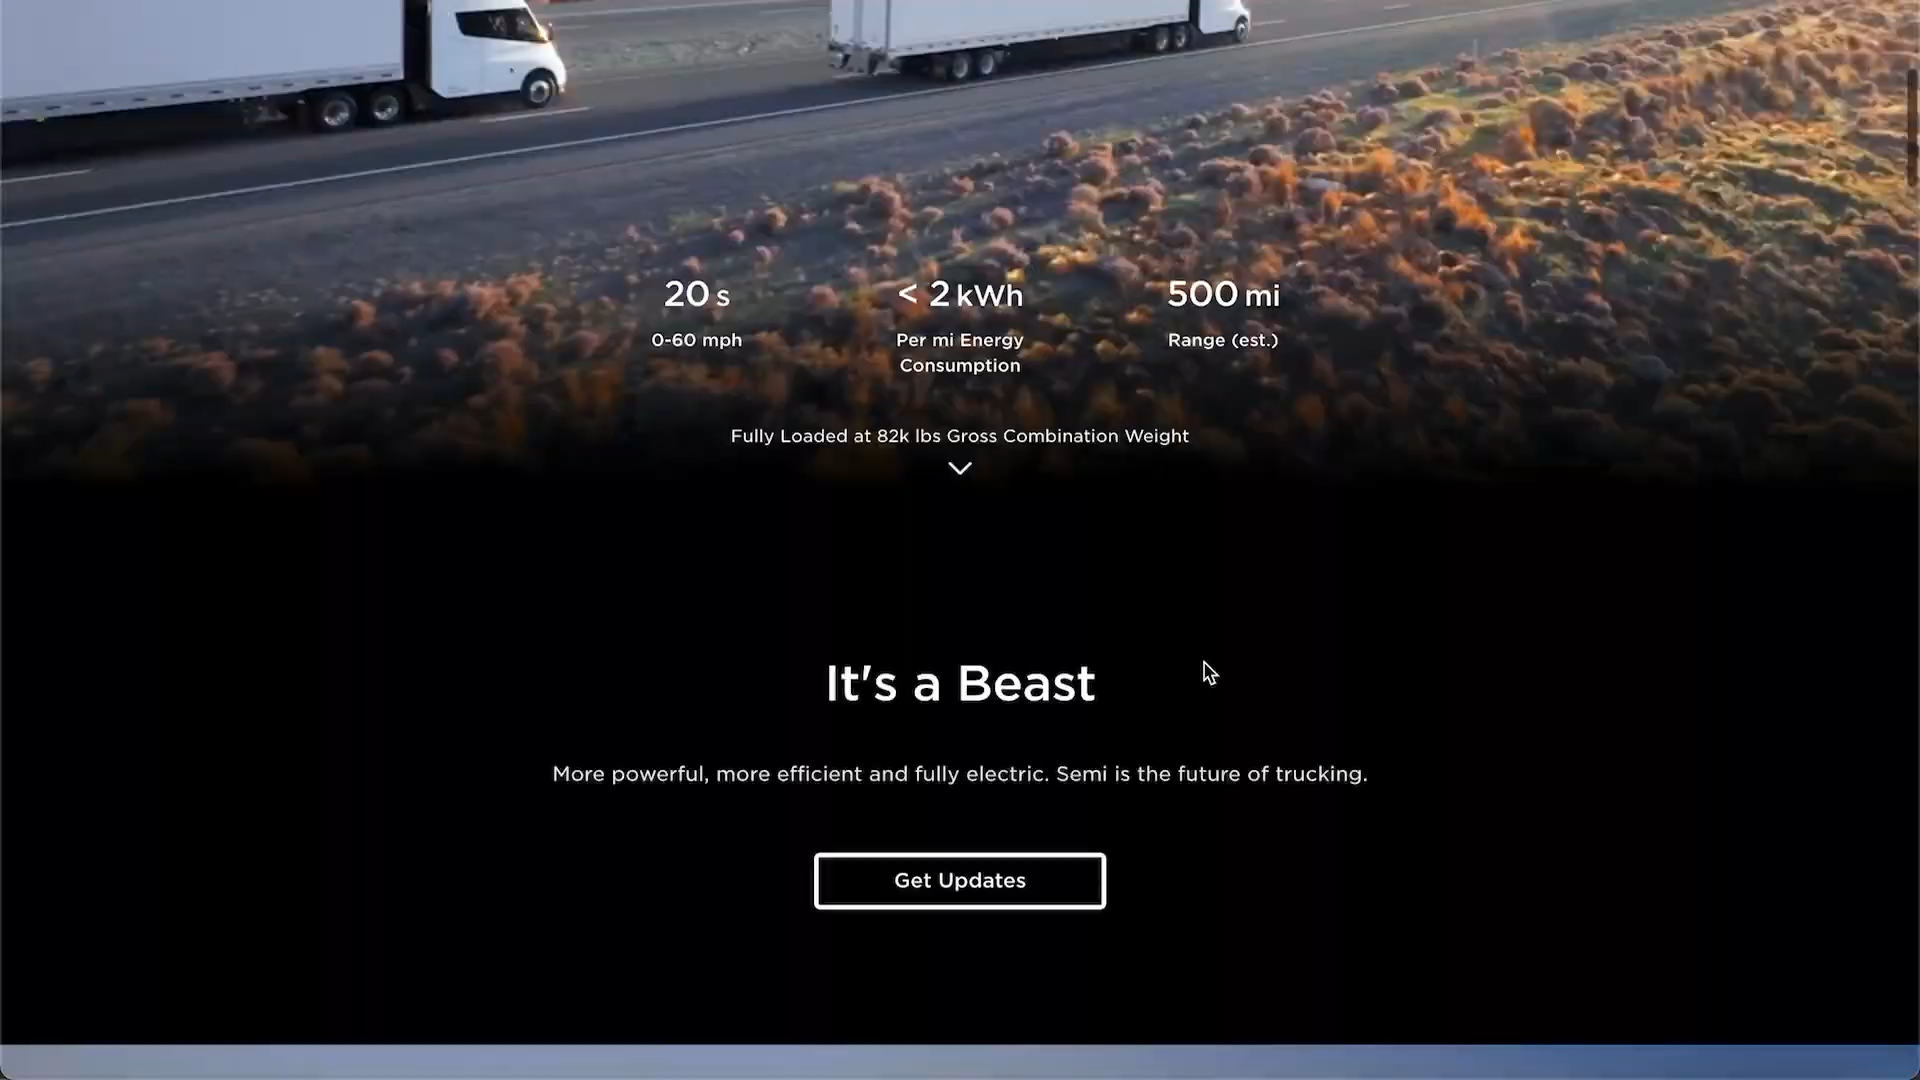 20 s
< 2 kWh
500 mi
0-60 mph
Per mi Energy
Consumption
Range (est.)
Fully Loaded at 82k lbs Gross Combination Weight
It's a Beast
More powerful, more efficient and fully electric. Semi is the future of trucking.
Get Updates